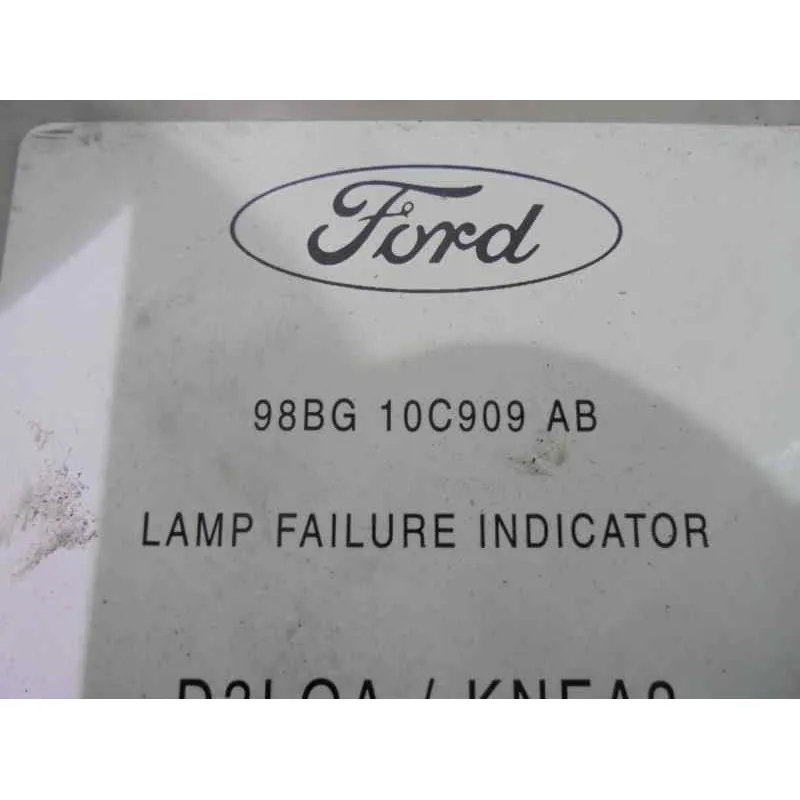 Ford
98BG 10C909 AB
LAMP FAILURE INDICATOR